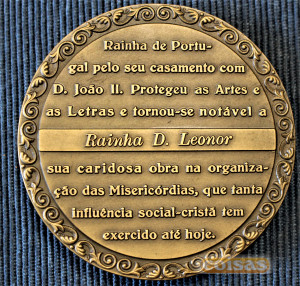 Rainha de Portu-
gal pelo seu casamento com
D. João II. Protegeu as Artes e
as Letras e tornou-se notável a
Rainha D. Leonor
sua caridosa obra na organiza-
ção das Misericórdias, que tanta
influência social-cristã tem
exercido até hoje.
coisas